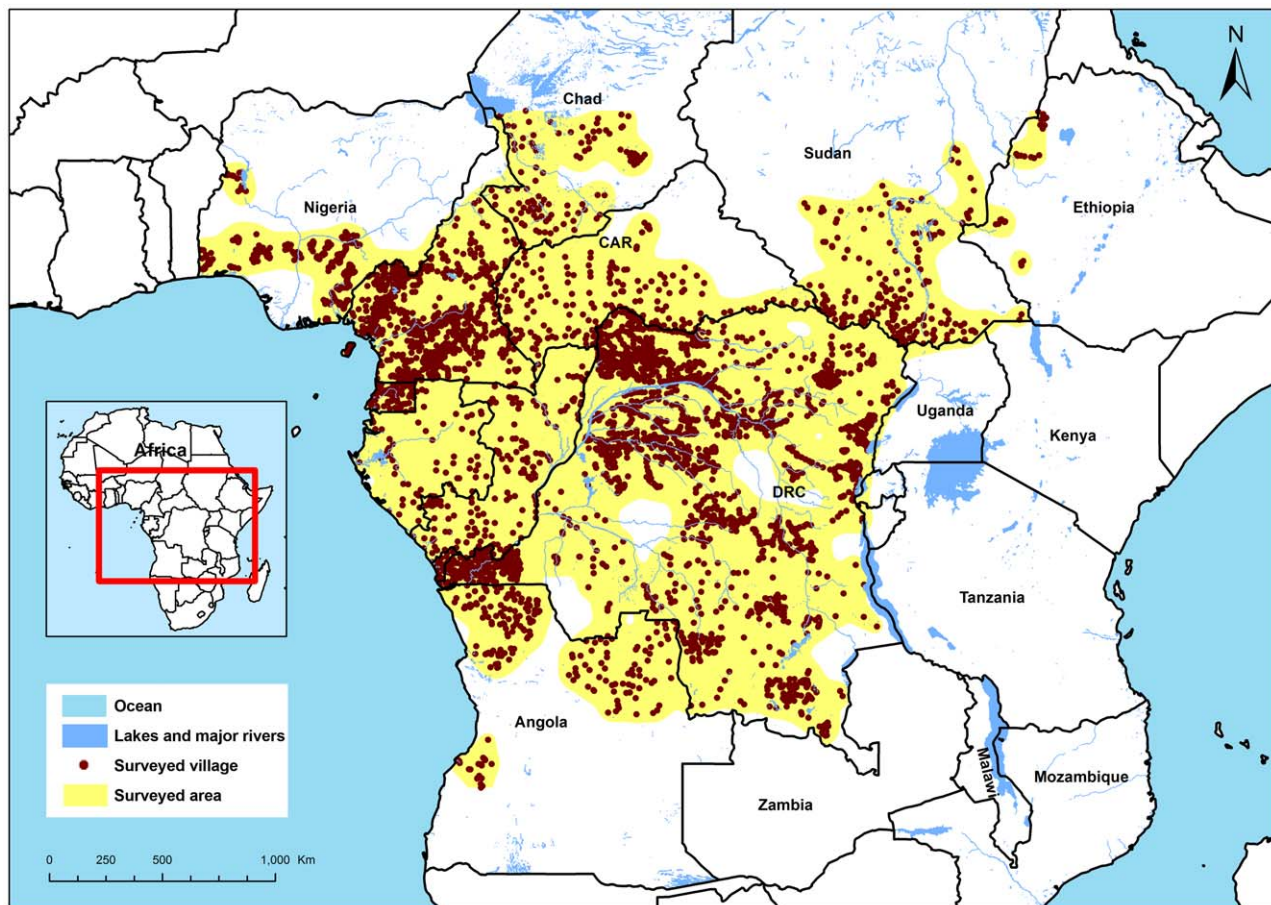 N
Chad
Sudan
Nigeria
Ethiopia
CAR
Uganda
Kenya
Africa
DRC
Tanzania
Angola
Malawi
Mozambique
Zambia
Ocean
Lakes and major rivers
Surveyed village
Surveyed area
0 250 500 1,000 Km